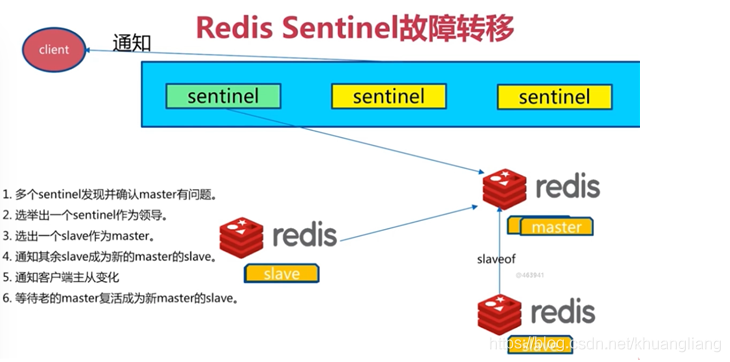 Redis Sentinel故障转移
client
通知
sentinel
sentinel
sentinel
1. 多个sentinel发现并确认master有问题。
2. 选举出一个sentinel作为领导。
3. 选出一个slave作为master。
4. 通知其余slave成为新的master的slave。
5 通知客户端主从变化
6. 等待老的master复活成为新master的slave。
redis
master
redis
slave
slaveof
@463941
redis
slave
https://blog.csdn.net/khuangliang